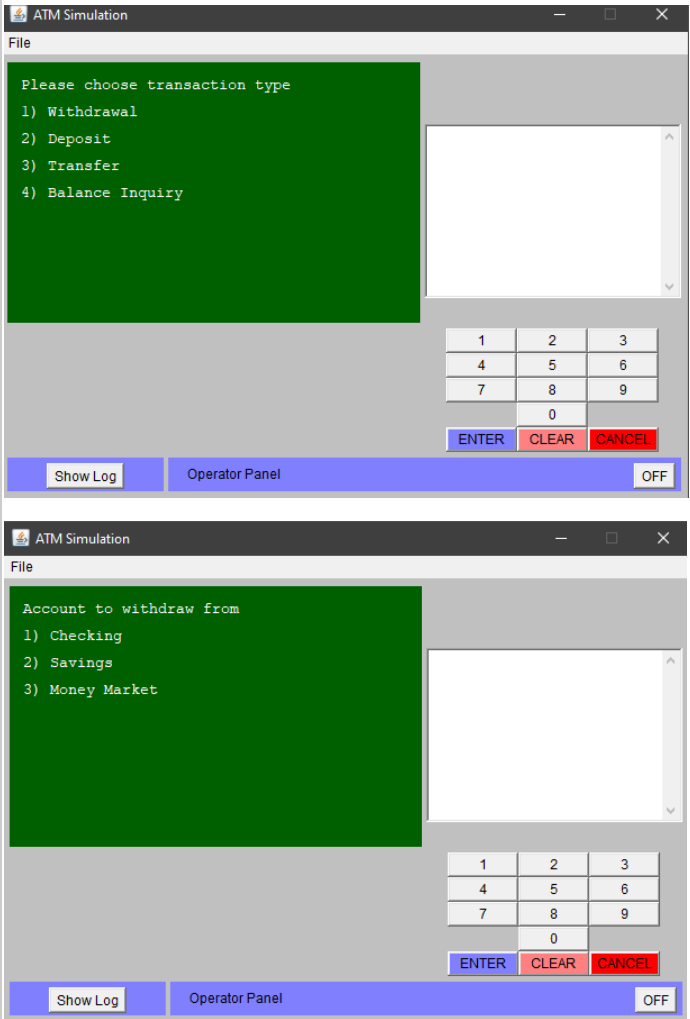 ATM Simulation
File
Please choose transaction type
1) Withdrawal
2) Deposit
3) Transfer
4) Balance Inquiry
1 2 3
4 5 6
7 8 9
0
ENTER CLEAR CANCEL
Show Log Operator Panel OFF
ATM Simulation
File
Account to withdraw from
1) Checking
2) Savings
3) Money Market
1 2 3
4 5 6
7 8 9
0
ENTER CLEAR CANCEL
Show Log Operator Panel OFF